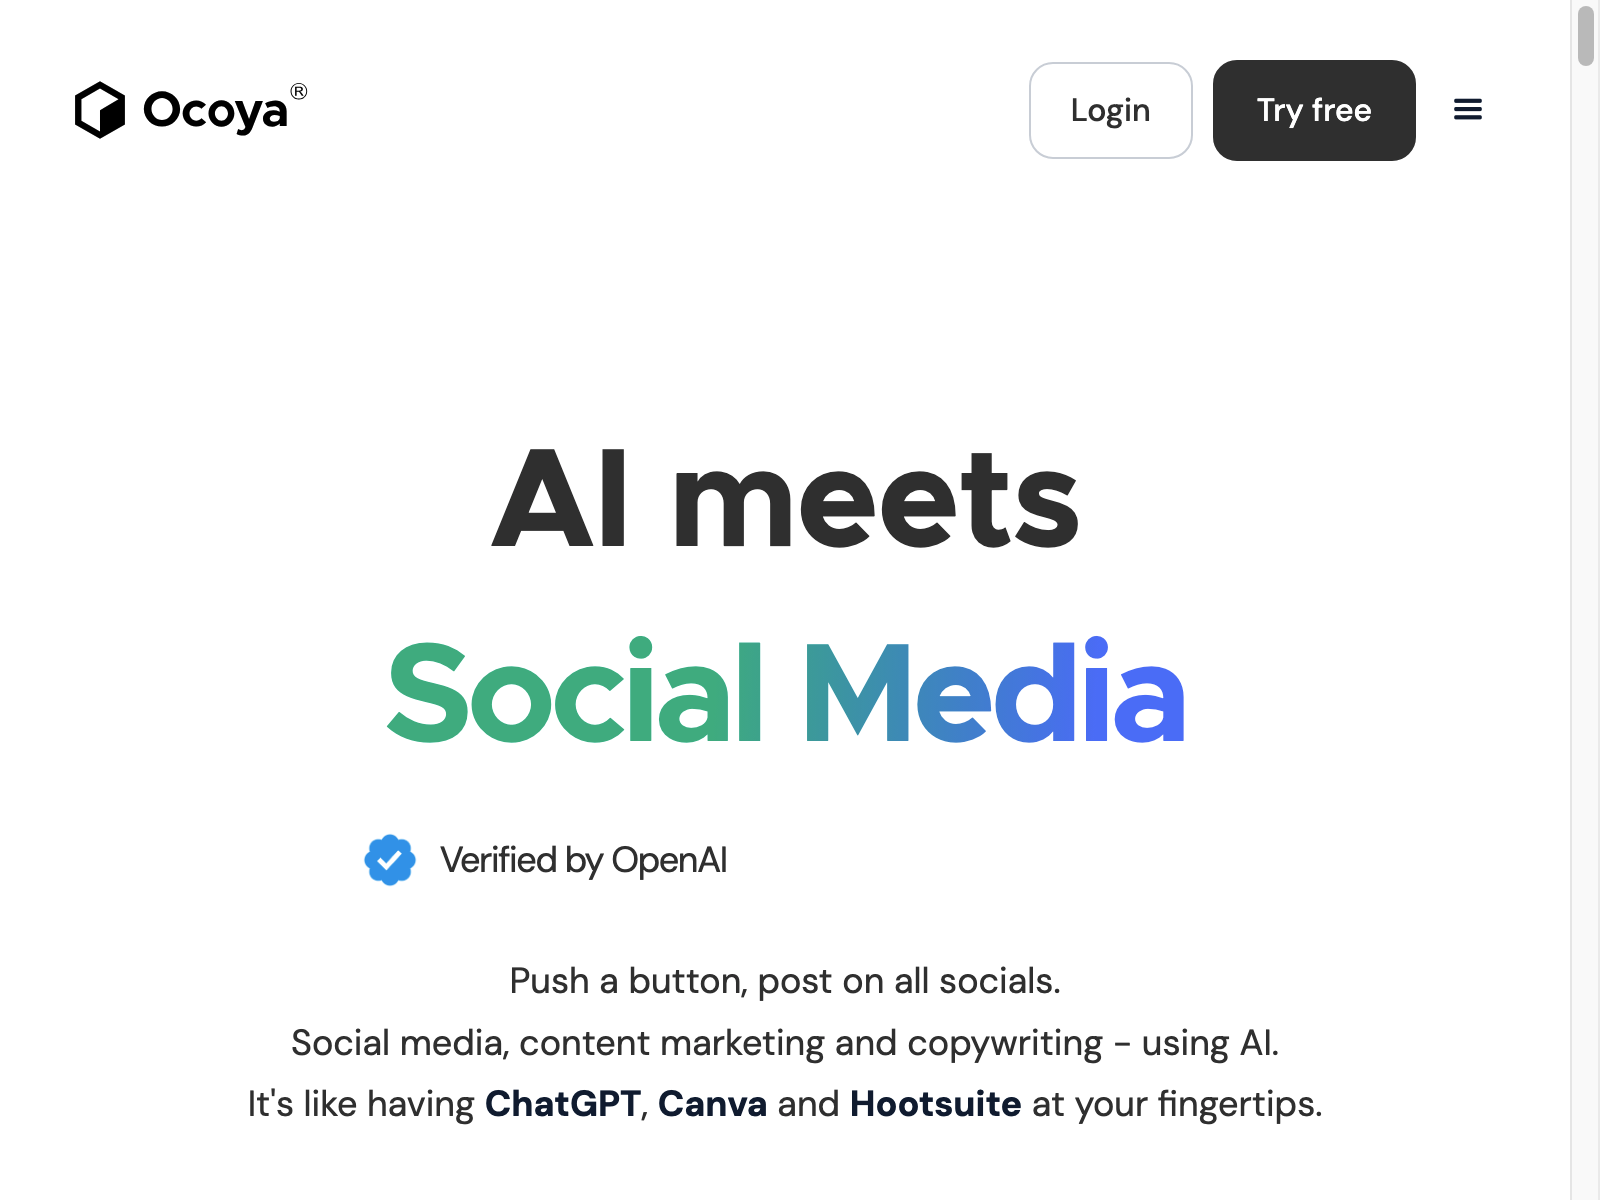 Ocoya®
Login
Try free
AI meets
Social Media
Verified by OpenAI
Push a button, post on all socials.
Social media, content marketing and copywriting - using AI.
It's like having ChatGPT, Canva and Hootsuite at your fingertips.